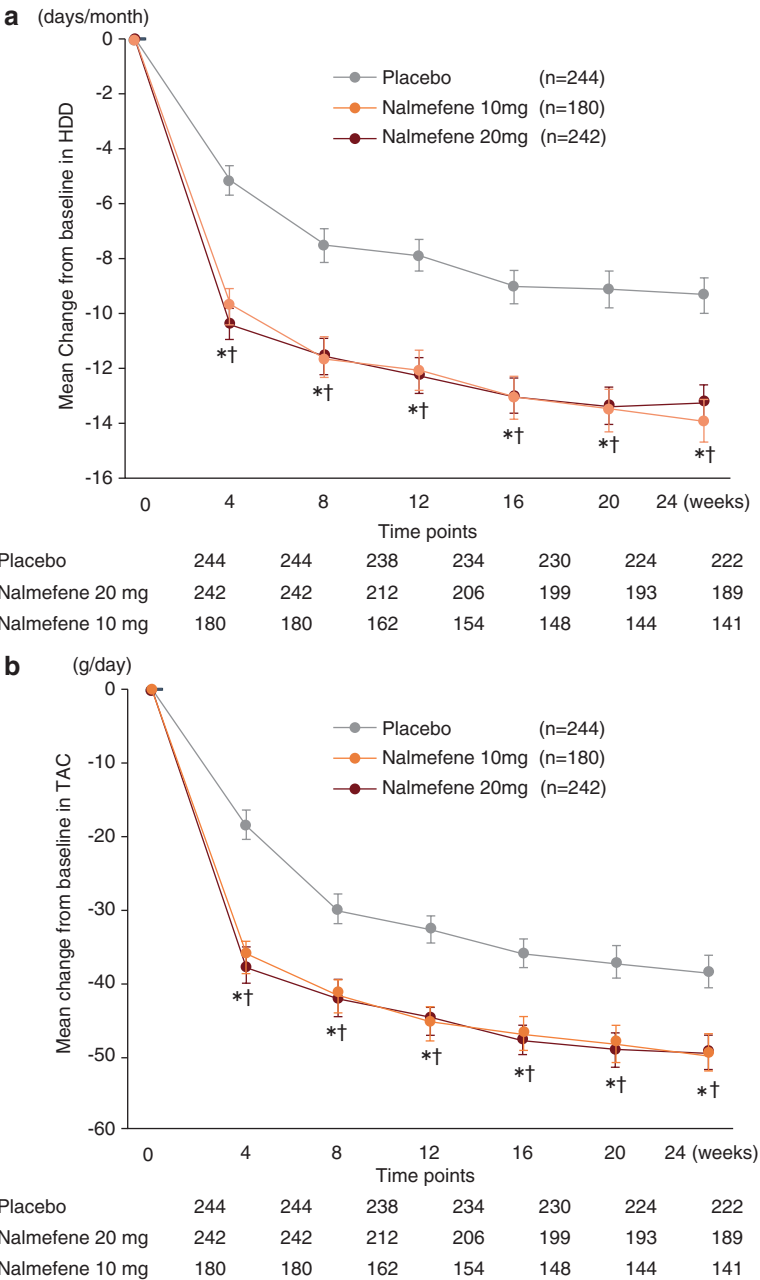 a (days/month)
0
-2
-4
-6
-8
-10
-12
-14
-16
Mean Change from baseline in HDD
Placebo (n=244)
Nalmefene 10mg (n=180)
Nalmefene 20mg (n=242)
*†
*†
*†
*†
*†
*†
0 4 8 12 16 20 24 (weeks)
Time points
Placebo 244 244 238 234 230 224 222
Nalmefene 20 mg 242 242 212 206 199 193 189
Nalmefene 10 mg 180 180 162 154 148 144 141
b (g/day)
0
-10
-20
-30
-40
-50
-60
Mean change from baseline in TAC
Placebo (n=244)
Nalmefene 10mg (n=180)
Nalmefene 20mg (n=242)
*†
*†
*†
*†
*†
*†
0 4 8 12 16 20 24 (weeks)
Time points
Placebo 244 244 238 234 230 224 222
Nalmefene 20 mg 242 242 212 206 199 193 189
Nalmefene 10 mg 180 180 162 154 148 144 141